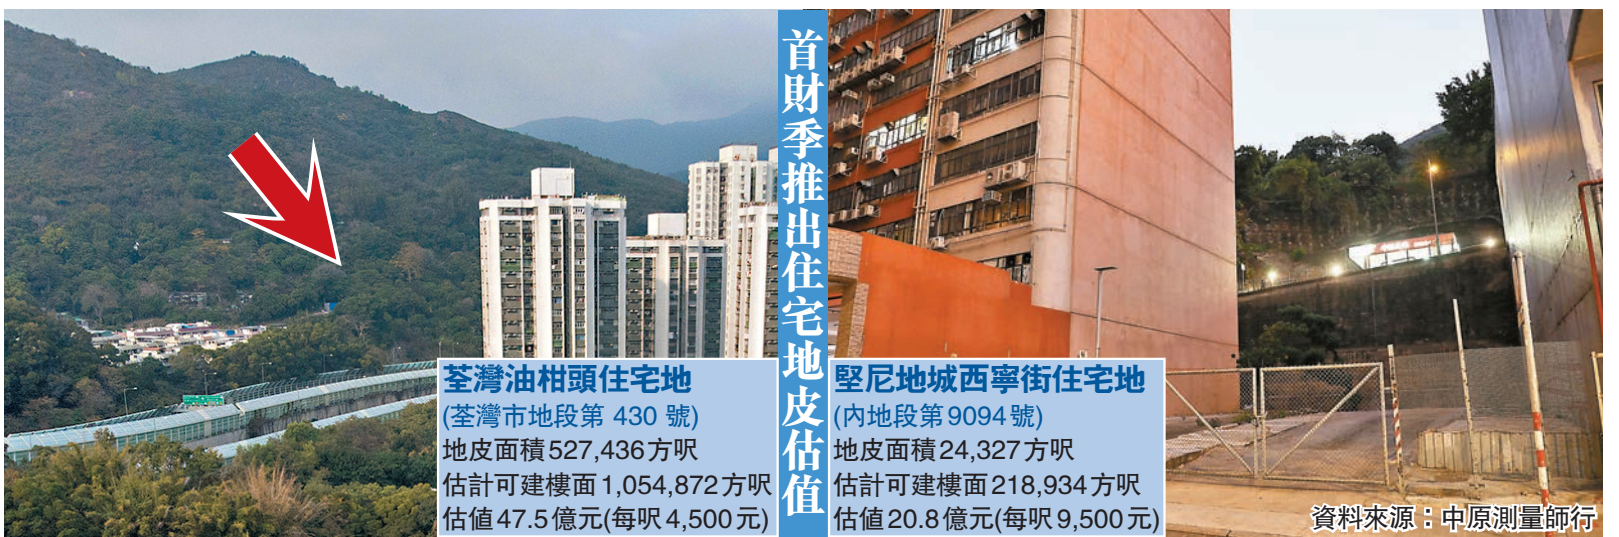 首財季推出住宅地皮估值
荃灣油柑頭住宅地
(荃灣市地段第 430 號)
地皮面積527,436方呎
估計可建樓面1,054,872方呎
估值47.5億元(每呎4,500元)
堅尼地城西寧街住宅地
(內地段第9094號)
地皮面積24,327方呎
估計可建樓面218,934方呎
估值20.8億元(每呎9,500元)
資料來源：中原測量師行